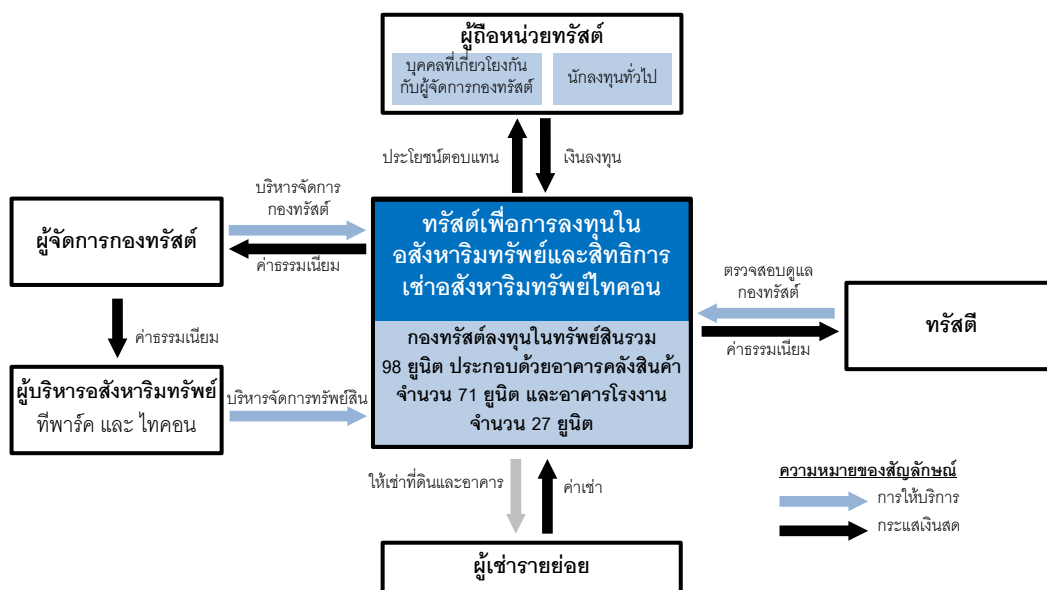 ผู้ถือหน่วยทรัสต์
บุคคลที่เกี่ยวโยงกัน
กับผู้จัดการกองทรัสต์
นักลงทุนทั่วไป
ประโยชน์ตอบแทน
เงินลงทุน
บริหารจัดการ
กองทรัสต์
ผู้จัดการกองทรัสต์
ค่าธรรมเนียม
ทรัสต์เพื่อการลงทุนใน
อสังหาริมทรัพย์และสิทธิการ
เช่าอสังหาริมทรัพย์ไทคอน
ตรวจสอบดูแล
กองทรัสต์
ทรัสตี
ค่าธรรมเนียม
ค่าธรรมเนียม
กองทรัสต์ลงทุนในทรัพย์สินรวม
98 ยูนิต ประกอบด้วยอาคารคลังสินค้า
จำนวน 71 ยูนิต และอาคารโรงงาน
จำนวน 27 ยูนิต
ผู้บริหารอสังหาริมทรัพย์
ทีพาร์ค และ ไทคอน
บริหารจัดการทรัพย์สิน
ให้เช่าที่ดินและอาคาร
ค่าเช่า
ความหมายของสัญลักษณ์
การให้บริการ
กระแสเงินสด
ผู้เช่ารายย่อย